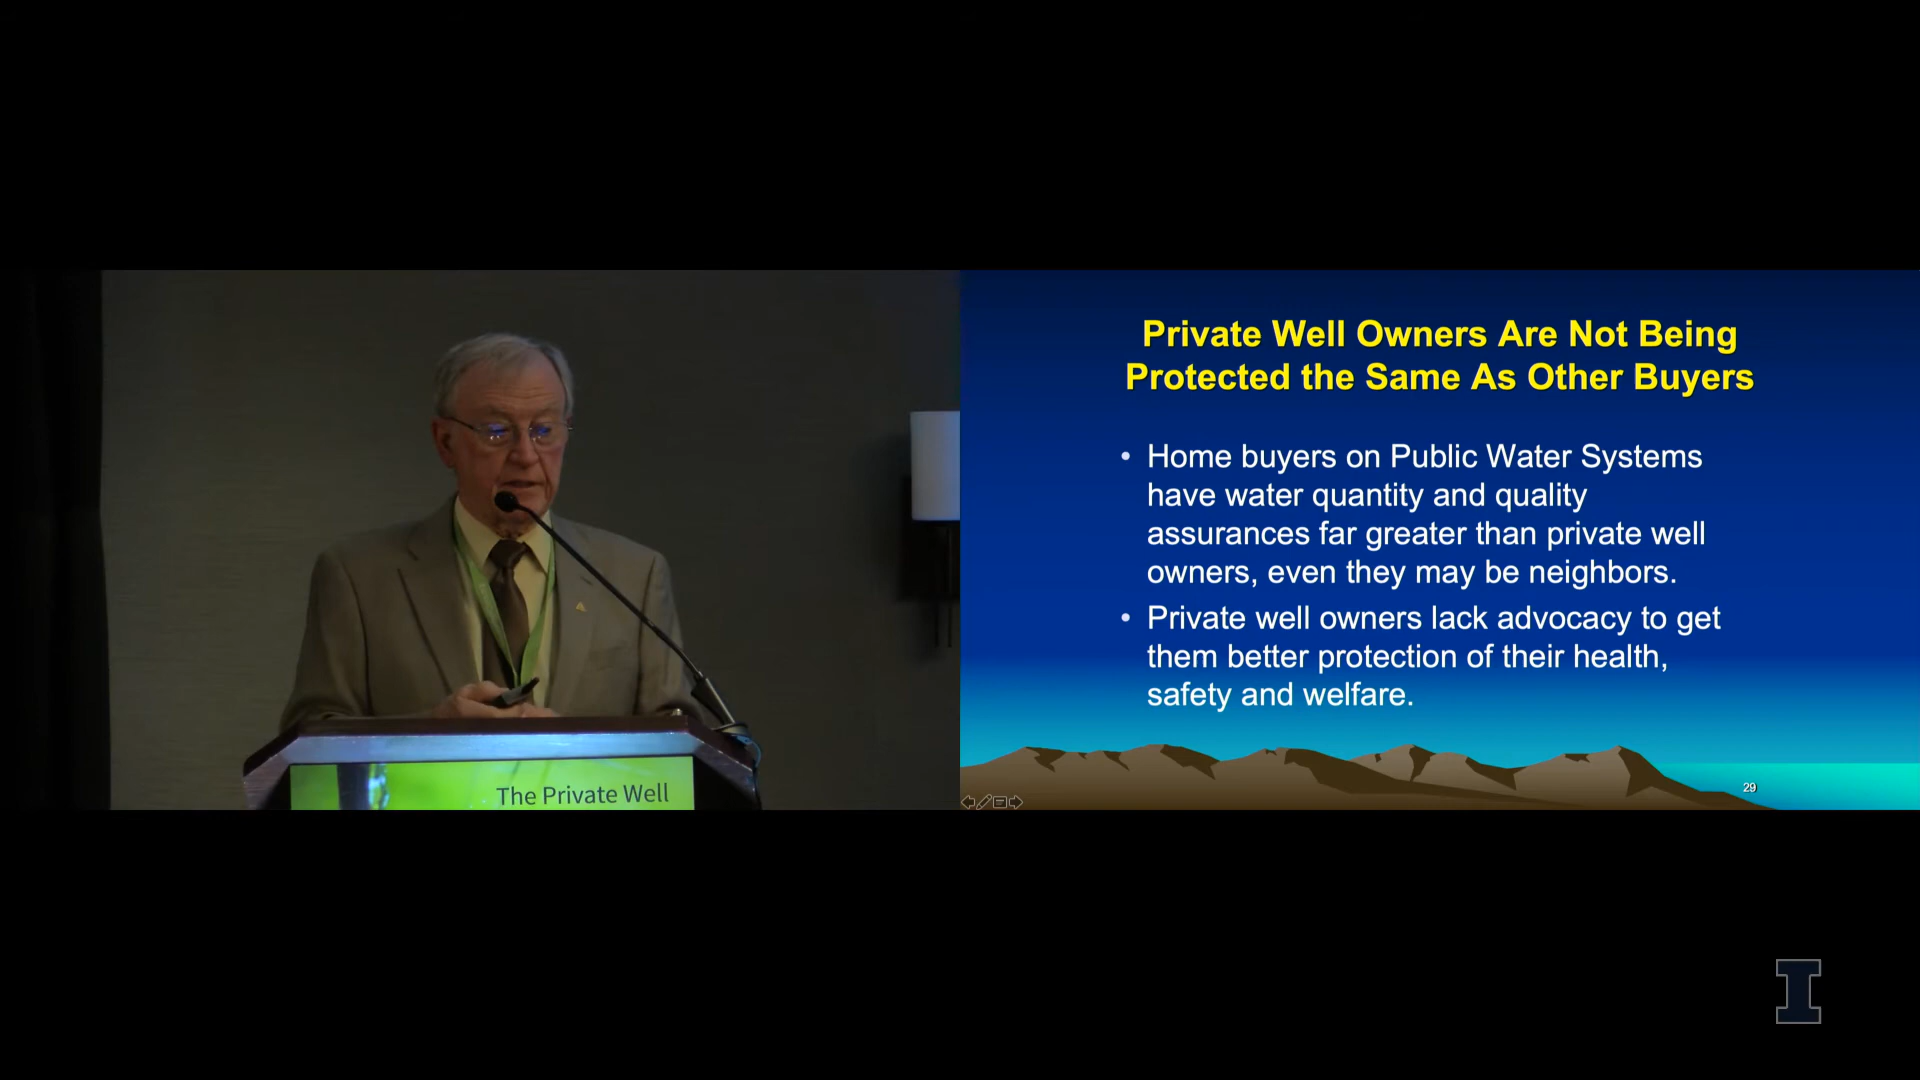 Private Well Owners Are Not Being
Protected the Same As Other Buyers
• Home buyers on Public Water Systems
have water quantity and quality
assurances far greater than private well
owners, even they may be neighbors.
• Private well owners lack advocacy to get
them better protection of their health,
safety and welfare.
29
The Private Well
I